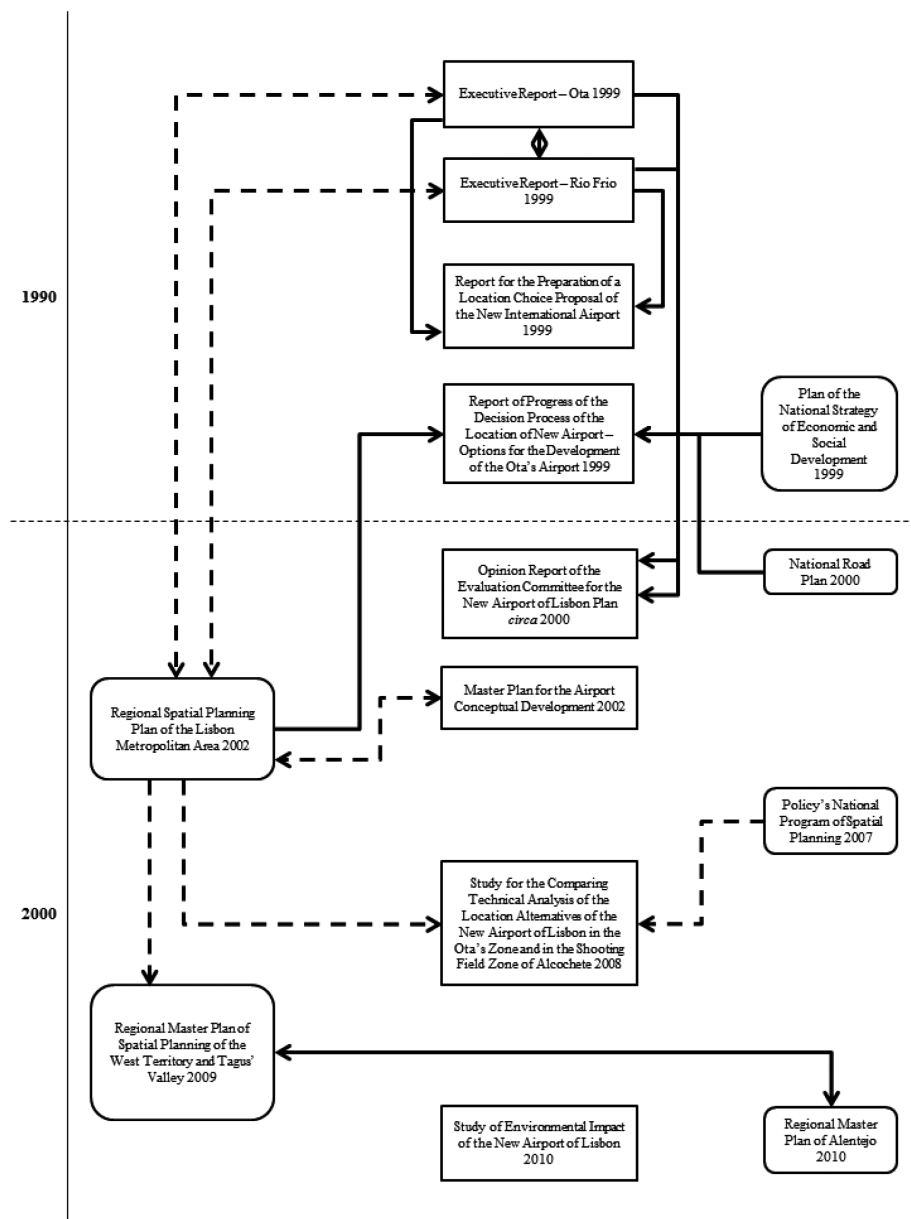 Executive Report – Ota 1999
Executive Report – Rio Frio
1999
1990
Report for the Preparation of a
Location Choice Proposal of
the New International Airport
1999
Report of Progress of the
Decision Process of the
Location of New Airport –
Options for the Development
of the Ota's Airport 1999
Plan of the
National Strategy
of Economic and
Social
Development
1999
Opinion Report of the
Evaluation Committee for the
New Airport of Lisbon Plan
circa 2000
National Road
Plan 2000
Regional Spatial Planning
Plan of the Lisbon
Metropolitan Area 2002
Master Plan for the Airport
Conceptual Development 2002
Policy's National
Program of Spatial
Planning 2007
2000
Study for the Comparing
Technical Analysis of the
Location Alternatives of the
New Airport of Lisbon in the
Ota's Zone and in the Shooting
Field Zone of Alcochete 2008
Regional Master Plan of
Spatial Planning of the
West Territory and Tagus'
Valley 2009
Study of Environmental Impact
of the New Airport of Lisbon
2010
Regional Master
Plan of Alentejo
2010